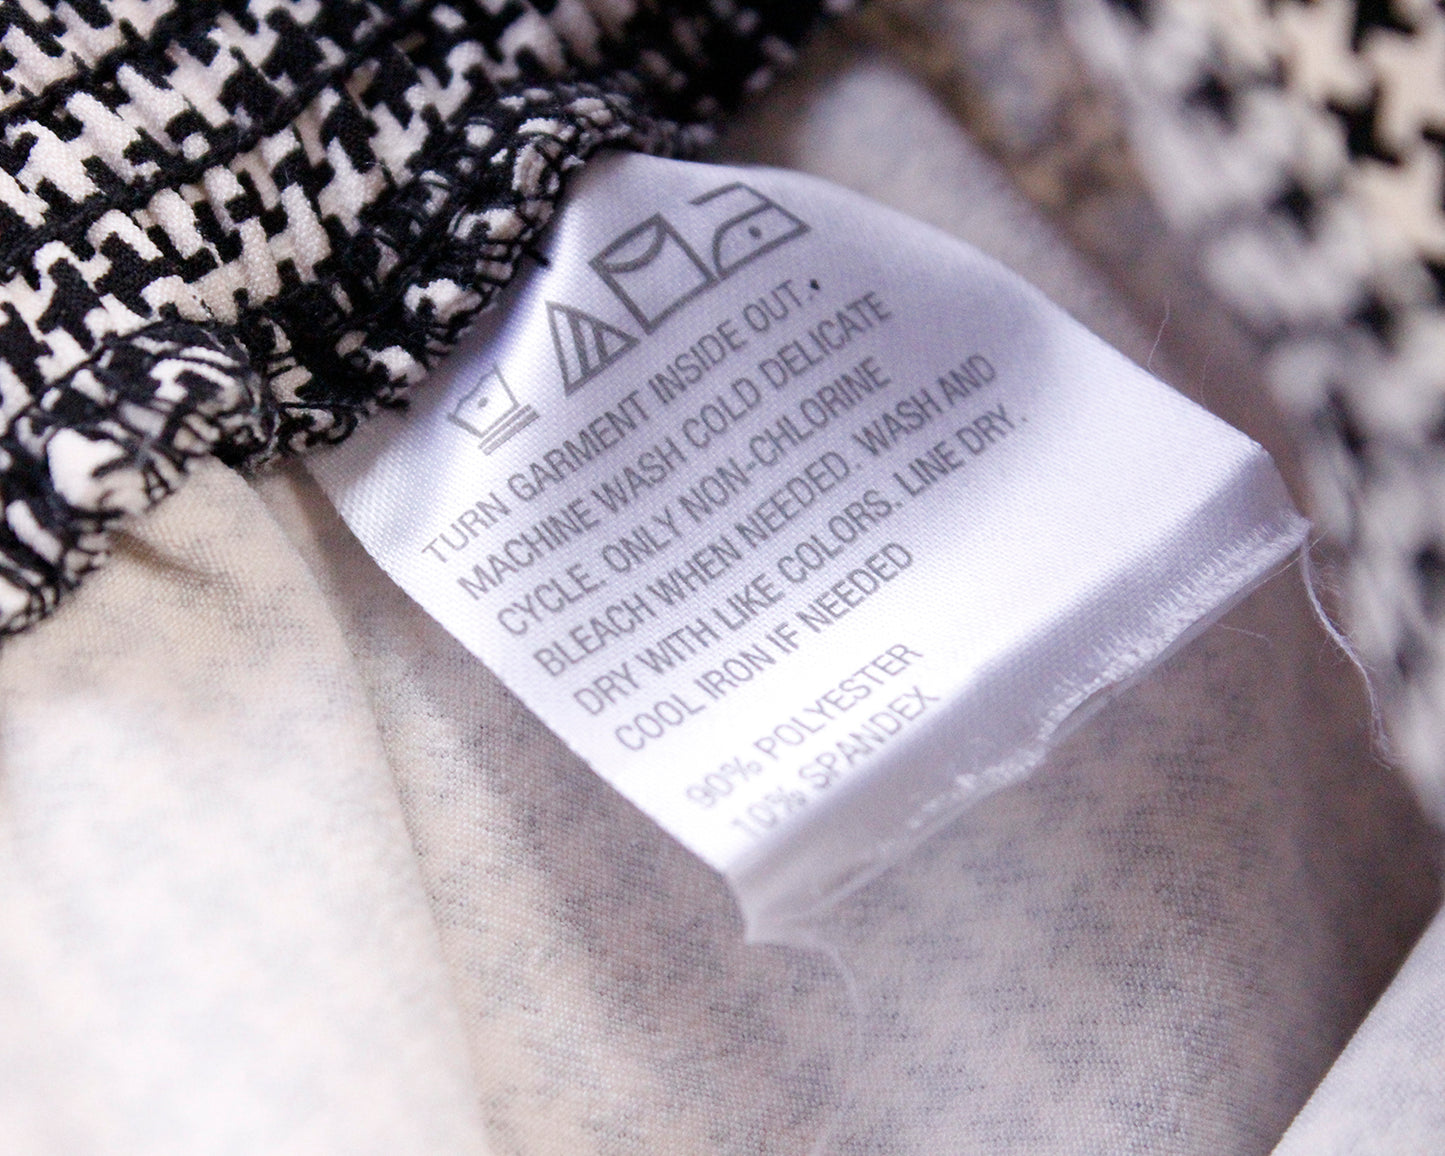 TURN GARMENT INSIDE OUT.
MACHINE WASH COLD DELICATE
CYCLE. ONLY NON-CHLORINE
BLEACH WHEN NEEDED. WASH AND
DRY WITH LIKE COLORS. LINE DRY.
COOL IRON IF NEEDED
90% POLYESTER
10% SPANDEX